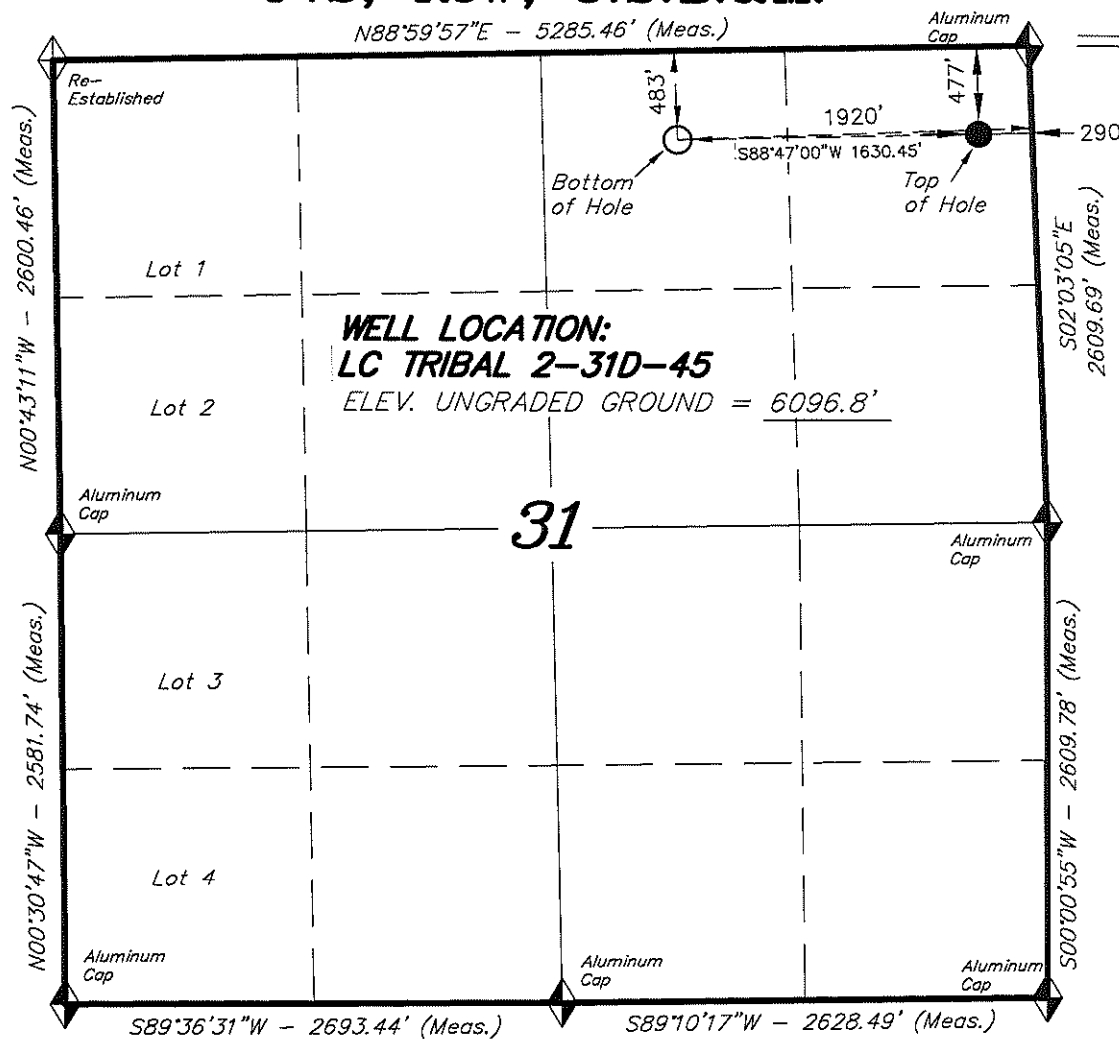 N88°59'57"E - 5285.46' (Meas.)
Aluminum
Cap
Re-
Established
483'
477'
1920'
290
S88°47'00"W 1630.45'
Bottom
of Hole
Top
of Hole
N00°43'11"W - 2600.46' (Meas.)
S02°03'05"E
2609.69' (Meas.)
Lot 1
WELL LOCATION:
LC TRIBAL 2-31D-45
ELEV. UNGRADED GROUND = 6096.8'
Lot 2
Aluminum
Cap
31
Aluminum
Cap
N00°30'47"W - 2581.74' (Meas.)
S00°00'55"W - 2609.78' (Meas.)
Lot 3
Lot 4
Aluminum
Cap
Aluminum
Cap
Aluminum
Cap
S89°36'31"W - 2693.44' (Meas.)
S89°10'17"W - 2628.49' (Meas.)